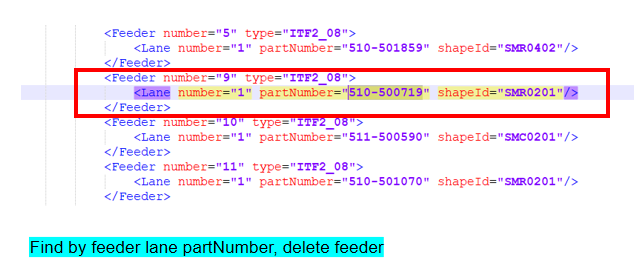 <Feeder number="5" type="ITF2_08">
<Lane number="1" partNumber="510-501859" shapeId="SMR0402"/>
</Feeder>
<Feeder number="9" type="ITF2_08">
<Lane number="1" partNumber="510-500719" shapeId="SMR0201"/>
</Feeder>
<Feeder number="10" type="ITF2_08">
<Lane number="1" partNumber="511-500590" shapeId="SMC0201"/>
</Feeder>
<Feeder number="11" type="ITF2_08">
<Lane number="1" partNumber="510-501070" shapeId="SMR0201"/>
</Feeder>
Find by feeder lane partNumber, delete feeder